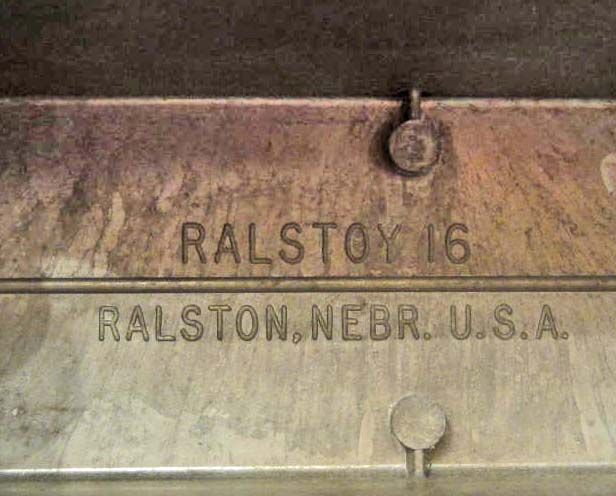 RALSTOY 16
RALSTON, NEBR. U.S.A.